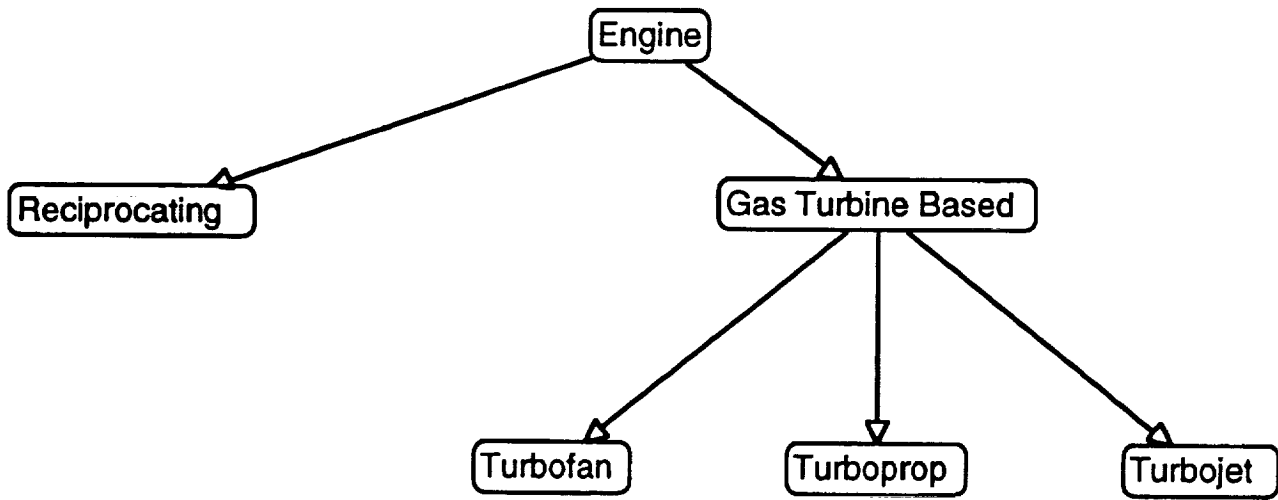 Engine
Reciprocating
Gas Turbine Based
Turbofan
Turboprop
Turbojet